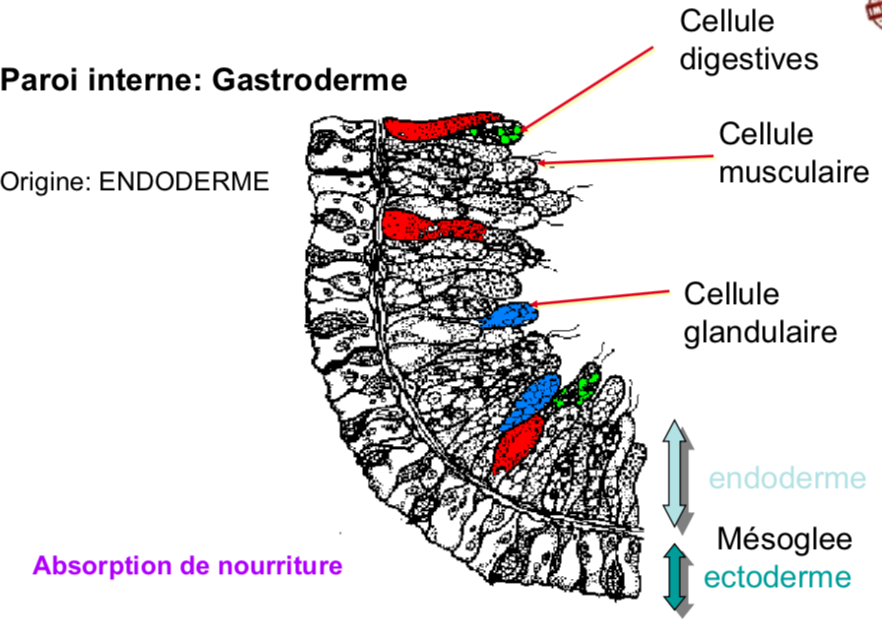 Cellule
digestives
Paroi interne: Gastroderme
Cellule
musculaire
Origine: ENDODERME
Cellule
glandulaire
endoderme
Mésoglee
ectoderme
Absorption de nourriture